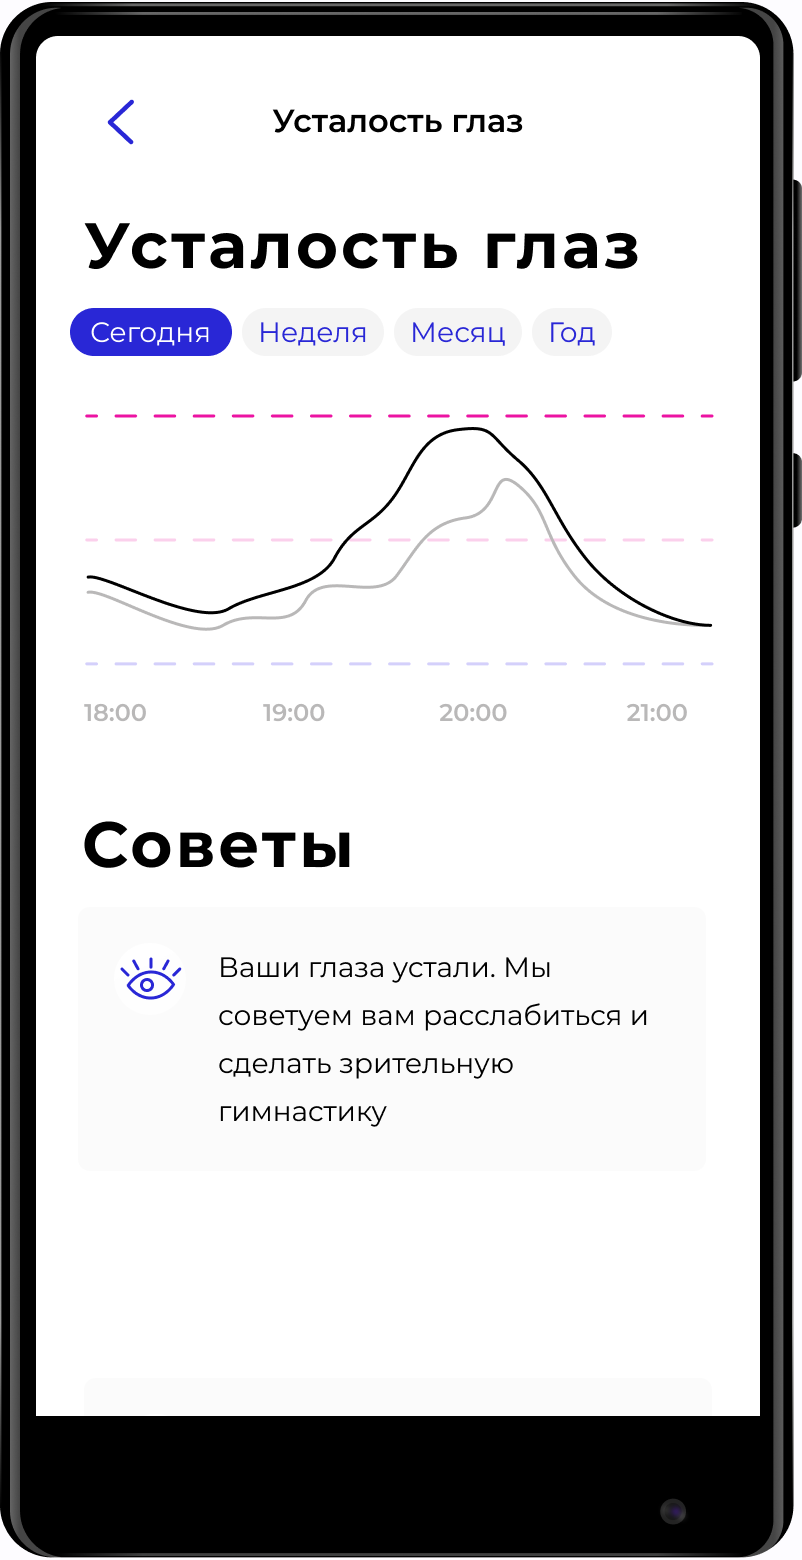 Усталость глаз
Усталость глаз
Сегодня Неделя Месяц Год
18:00 19:00 20:00 21:00
Советы
Ваши глаза устали. Мы
советуем вам расслабиться и
сделать зрительную
гимнастику